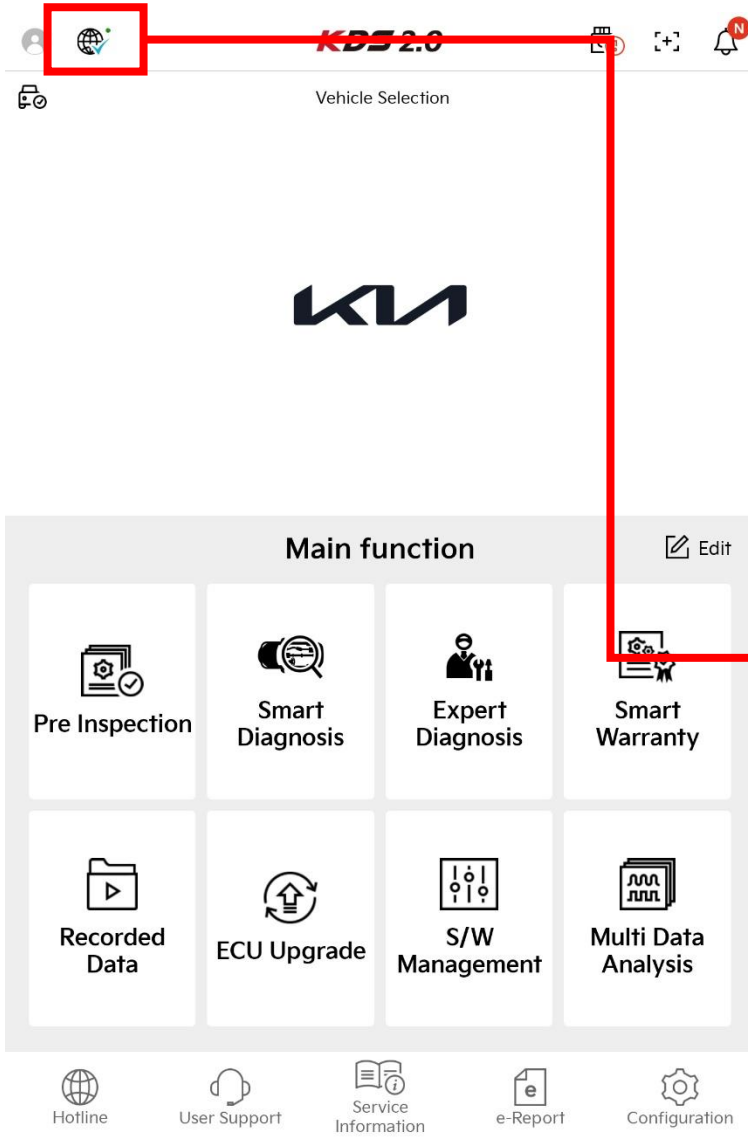 KDS 2.0
N
Vehicle Selection
KIA
Main function
Edit
Pre Inspection
Smart
Diagnosis
Expert
Diagnosis
Smart
Warranty
Recorded
Data
ECU Upgrade
S/W
Management
Multi Data
Analysis
Hotline
User Support
Service
Information
e
e-Report
Configuration